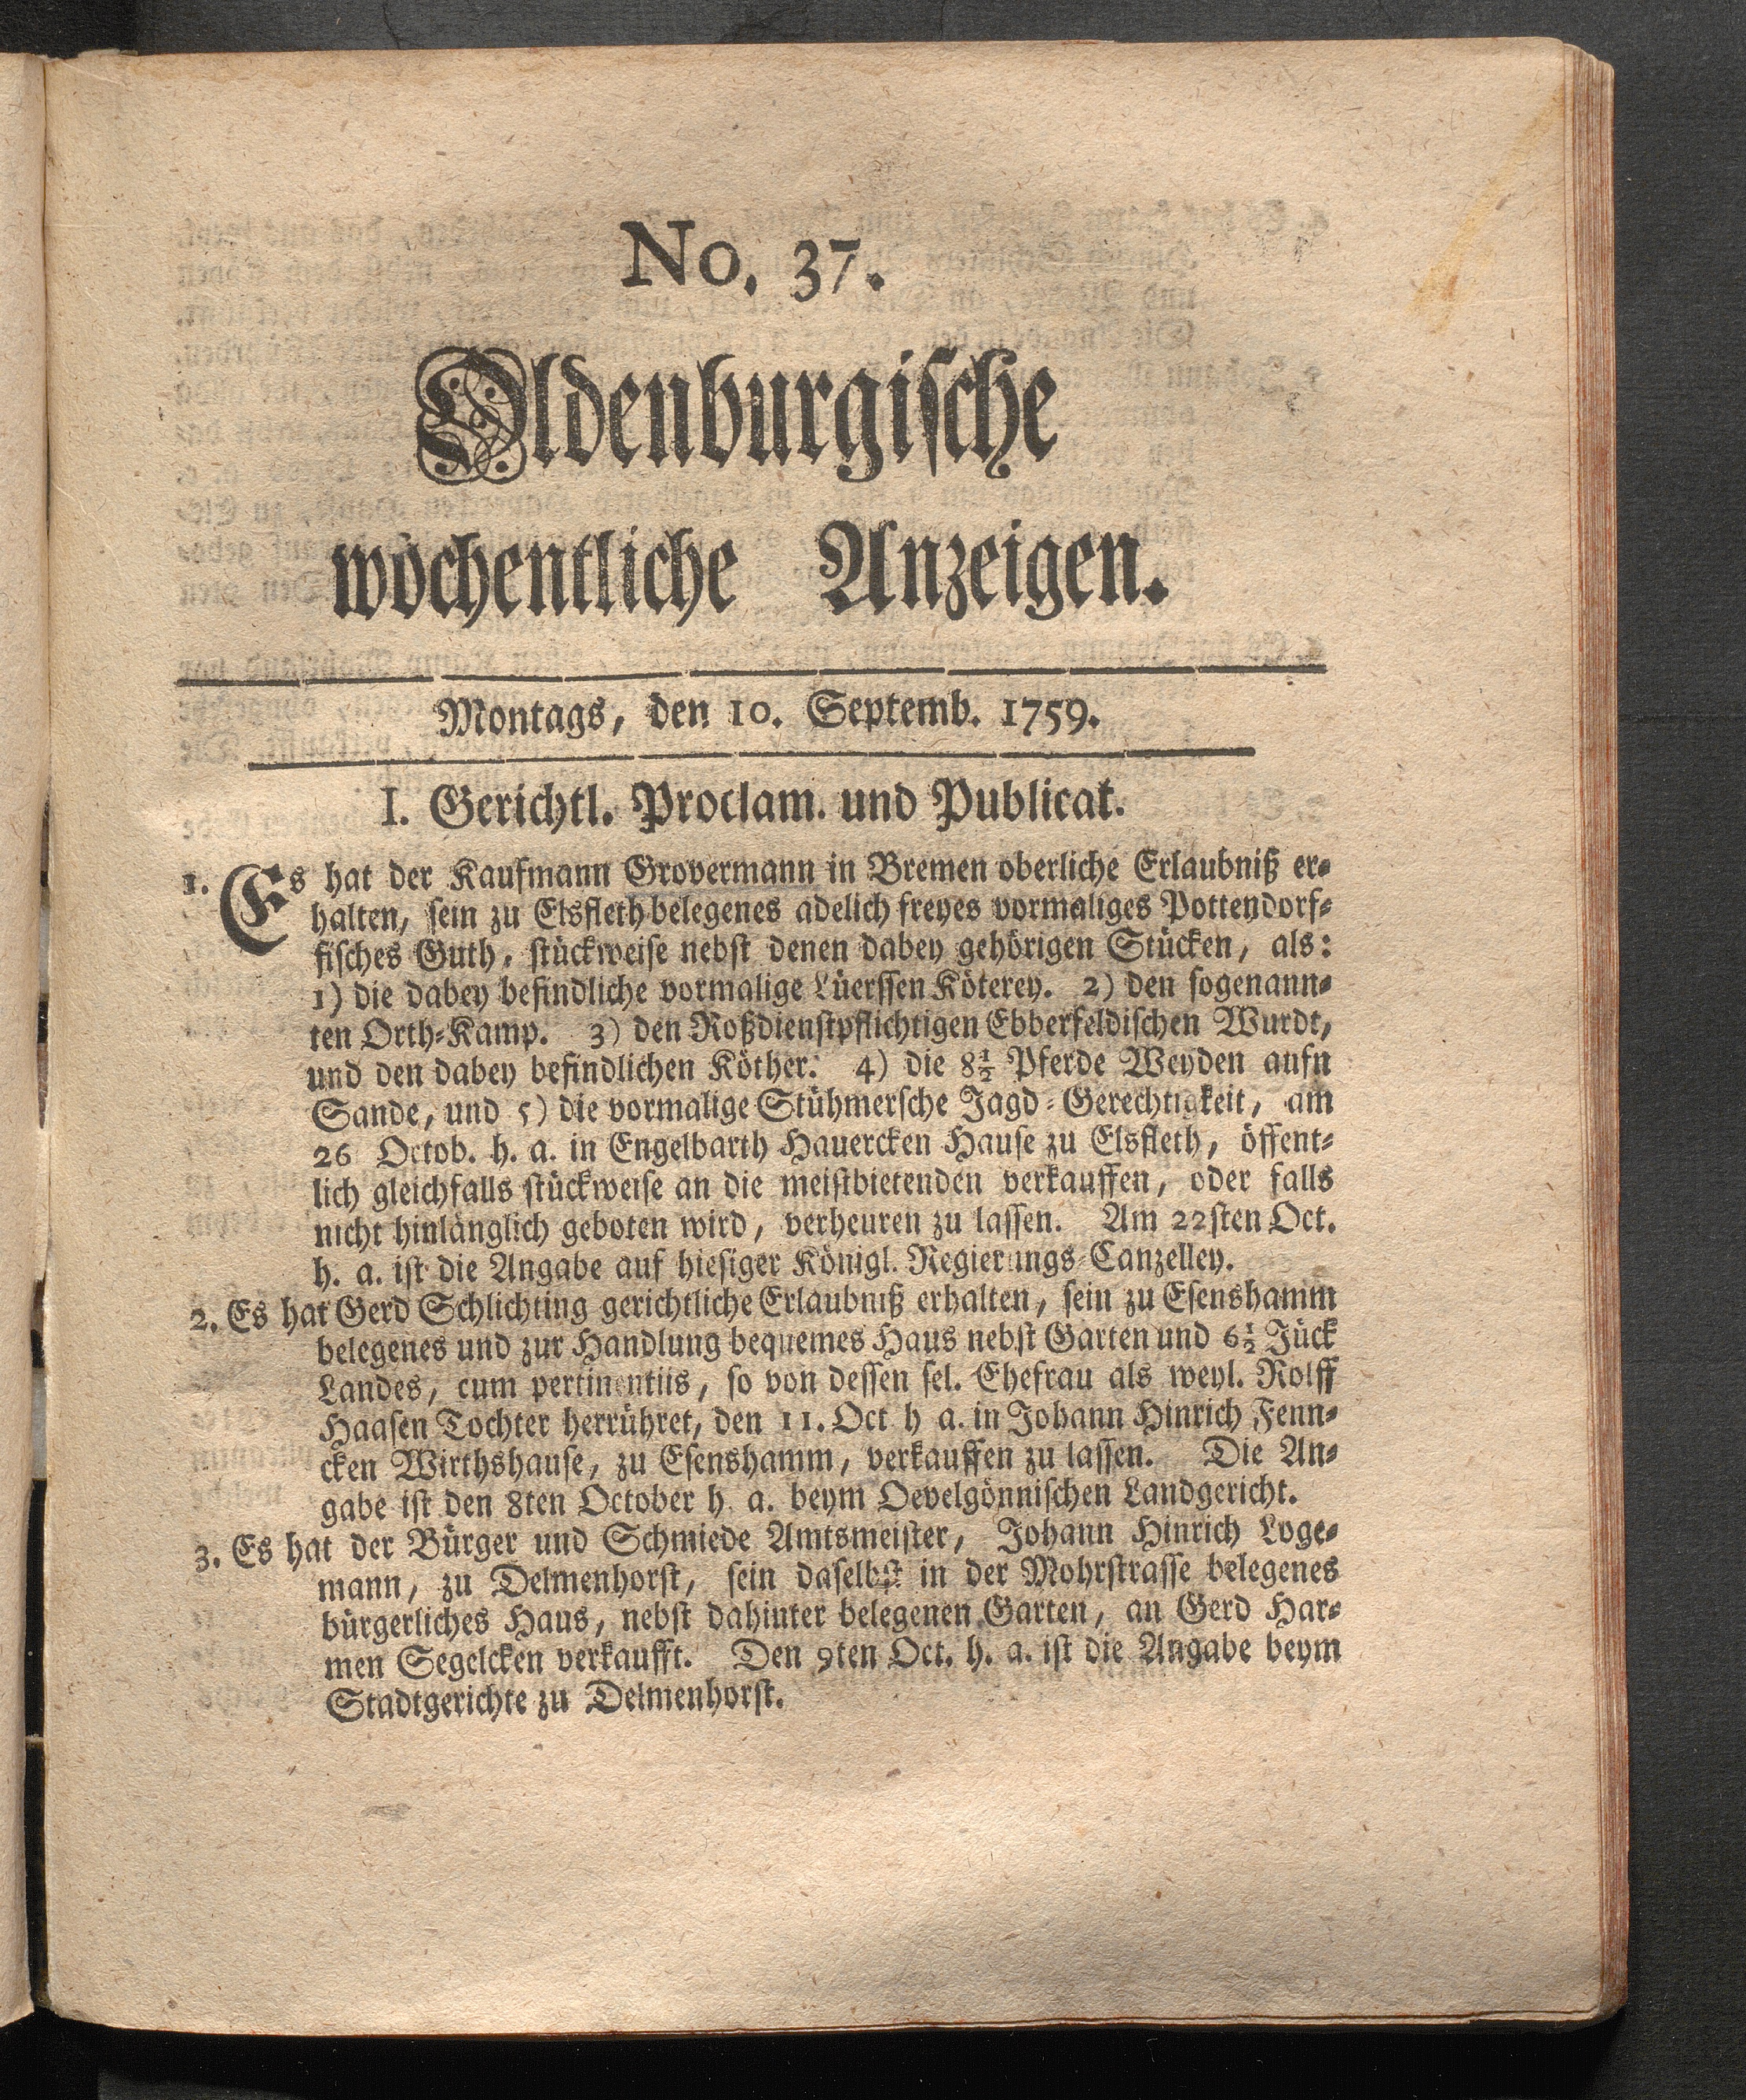 No. 37.
Oldenburgische
wöchentliche Anzeigen.
Montags, den 10. Septemb. 1759.
I. Gerichtl. Proclam. und Publicat.
1. Es hat der Kaufmann Grovermann in Bremen oberliche Erlaubniß er-
halten, sein zu Elsfleth belegenes adelich freyes vormaliges Pottendorf-
fisches Guth, stückweise nebst denen dabey gehörigen Stücken, als:
1) die dabey befindliche vormalige Lüerssen Köterey. 2) den sogenann-
ten Orth-Kamp. 3) den Roßdienstpflichtigen Ebberfeldischen Wurdt,
und den dabey befindlichen Köther. 4) die 8½ Pferde Weyden aufn
Sande, und 5) die vormalige Stühmersche Jagd-Gerechtigkeit, am
26 Octob. h. a. in Engelbarth Hauercken Hause zu Elsfleth, öffent-
lich gleichfalls stückweise an die meistbietenden verkauffen, oder falls
nicht hinlänglich geboten wird, verheuren zu lassen. Am 22sten Oct.
h. a. ist die Angabe auf hiesiger Königl. Regierungs-Canzelley.
2. Es hat Gerd Schlichting gerichtliche Erlaubniß erhalten, sein zu Esenshamm
belegenes und zur Handlung bequemes Haus nebst Garten und 6½ Jück
Landes, cum pertinentiis, so von dessen sel. Ehefrau als weyl. Rolff
Haasen Tochter herrühret, den 11. Oct h a. in Johann Hinrich Fenn-
cken Wirthshause, zu Esenshamm, verkauffen zu lassen. Die An-
gabe ist den 8ten October h. a. beym Oevelgönnischen Landgericht.
3. Es hat der Bürger und Schmiede Amtsmeister, Johann Hinrich Loge-
mann, zu Delmenhorst, sein daselbst in der Mohrstrasse belegenes
bürgerliches Haus, nebst dahinter belegenen Garten, an Gerd Har-
men Segelcken verkaufft. Den 9ten Oct. h. a. ist die Angabe beym
Stadtgerichte zu Delmenhorst.